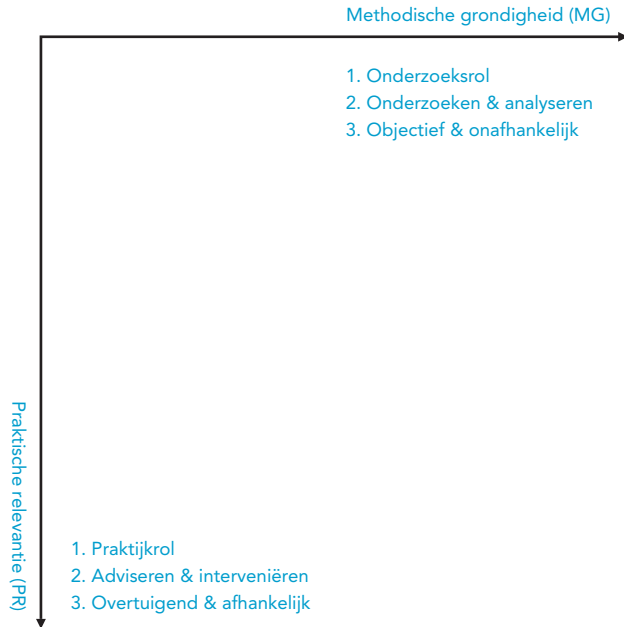 Methodische grondigheid (MG)
1. Onderzoeksrol
2. Onderzoeken & analyseren
3. Objectief & onafhankelijk
Praktische relevantie (PR)
1. Praktijkrol
2. Adviseren & interveniëren
3. Overtuigend & afhankelijk